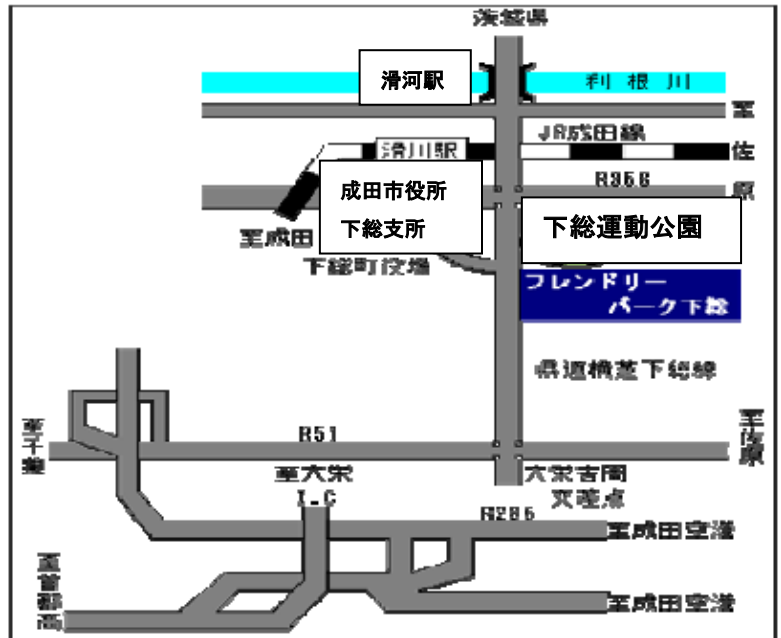 茨城県
滑河駅
利根川
至佐原
JR成田線
滑川駅
R356
成田市役所
下総支所
下総運動公園
至成田
下総町役場
フレンドリー
パーク下総
県道横芝下総線
至千葉
R51
至佐原
至大栄
I.C
大栄吉岡
交差点
R295
至成田空港
至首都高
至成田空港